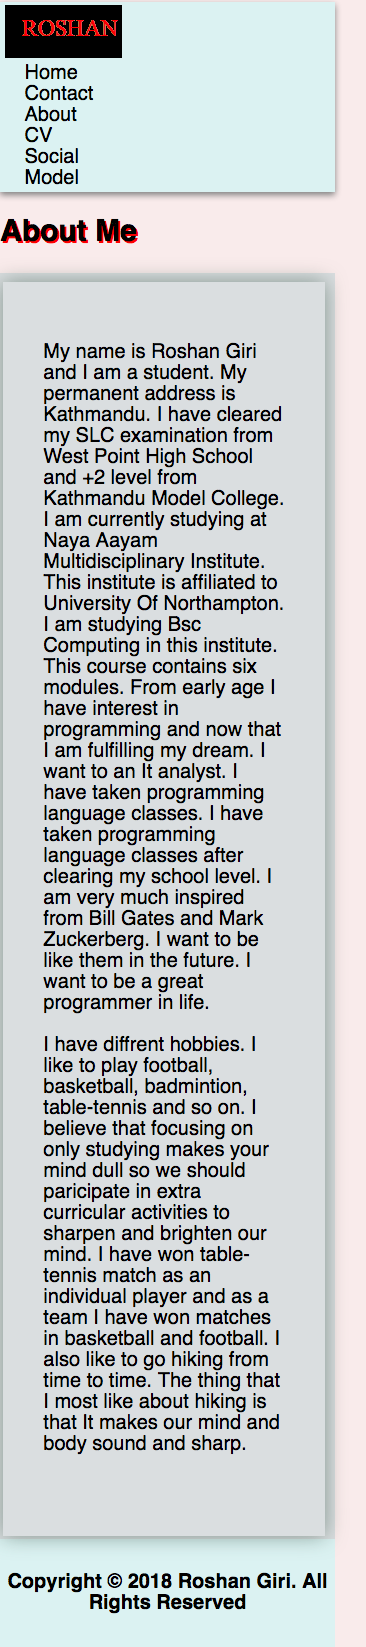 ROSHAN
Home
Contact
About
CV
Social
Model
About Me
My name is Roshan Giri
and I am a student. My
permanent address is
Kathmandu. I have cleared
my SLC examination from
West Point High School
and +2 level from
Kathmandu Model College.
I am currently studying at
Naya Aayam
Multidisciplinary Institute.
This institute is affiliated to
University Of Northampton.
I am studying Bsc
Computing in this institute.
This course contains six
modules. From early age I
have interest in
programming and now that
I am fulfilling my dream. I
want to an It analyst. I
have taken programming
language classes. I have
taken programming
language classes after
clearing my school level. I
am very much inspired
from Bill Gates and Mark
Zuckerberg. I want to be
like them in the future. I
want to be a great
programmer in life.
I have diffrent hobbies. I
like to play football,
basketball, badmintion,
table-tennis and so on. I
believe that focusing on
only studying makes your
mind dull so we should
paricipate in extra
curricular activities to
sharpen and brighten our
mind. I have won table-
tennis match as an
individual player and as a
team I have won matches
in basketball and football. I
also like to go hiking from
time to time. The thing that
I most like about hiking is
that It makes our mind and
body sound and sharp.
Copyright © 2018 Roshan Giri. All
Rights Reserved